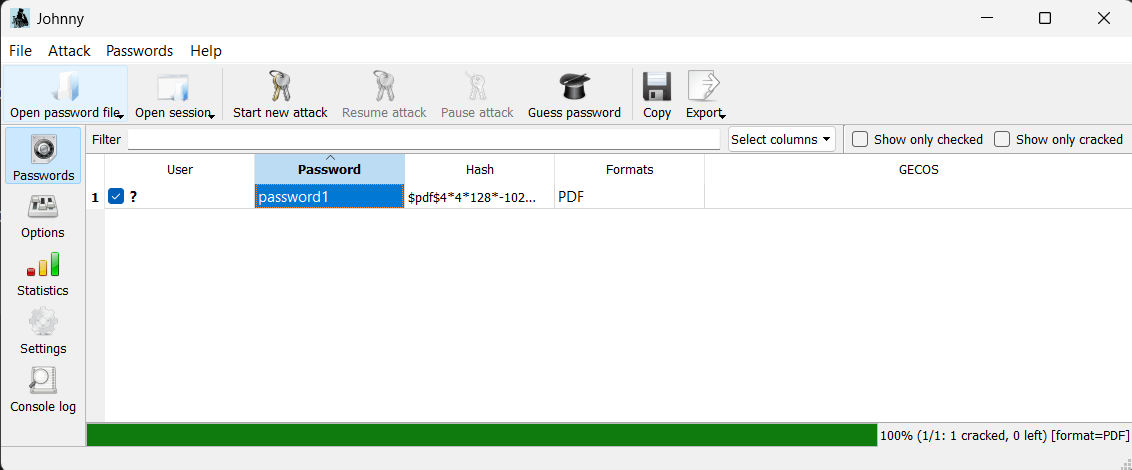 Johnny
File Attack Passwords Help
Open password file Open session Start new attack Resume attack Pause attack Guess password Copy Export
Passwords
Options
Statistics
Settings
Console log
Filter Select columns Show only checked Show only cracked
User Password Hash Formats GECOS
1 ? password1 $pdf$4*4*128*-102... PDF
100% (1/1: 1 cracked, 0 left) [format=PDF]